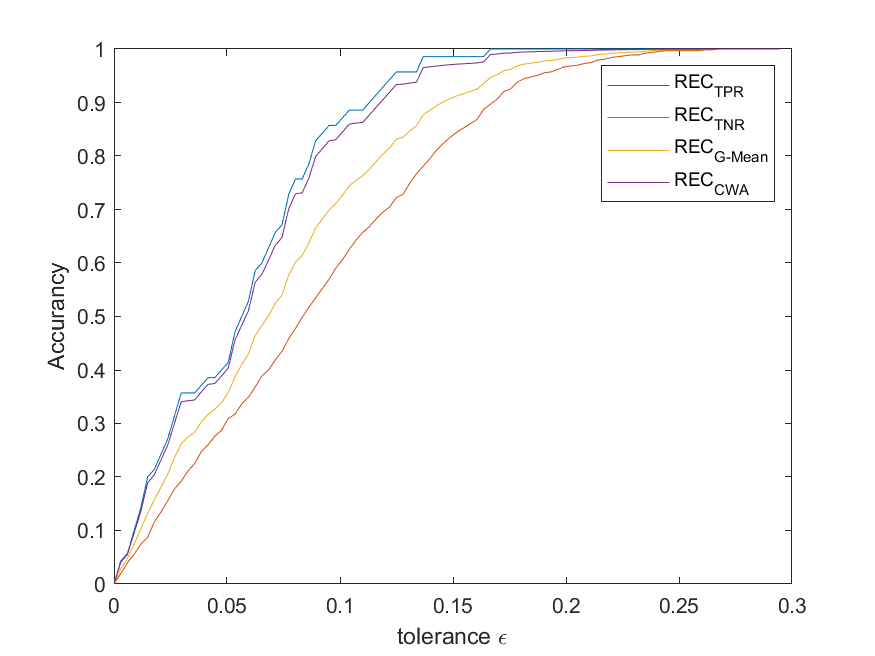 1
0.9
0.8
0.7
0.6
0.5
0.4
0.3
0.2
0.1
0
Accurancy
REC_TPR
REC_TNR
REC_G-Mean
REC_CWA
0 0.05 0.1 0.15 0.2 0.25 0.3
tolerance ϵ